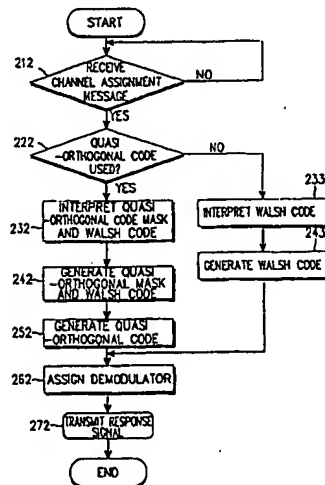 START
212
RECEIVE
CHANNEL ASSIGNMENT
MESSAGE
NO
YES
222
QUASI
-ORTHOGONAL CODE
USED?
NO
YES
232
INTERPRET QUASI
-ORTHOGONAL CODE MASK
AND WALSH CODE
233
INTERPRET WALSH CODE
242
GENERATE QUASI
-ORTHOGONAL MASK
AND WALSH CODE
243
GENERATE WALSH CODE
252
GENERATE QUASI
-ORTHOGONAL CODE
262
ASSIGN DEMODULATOR
272
TRANSMIT RESPONSE
SIGNAL
END